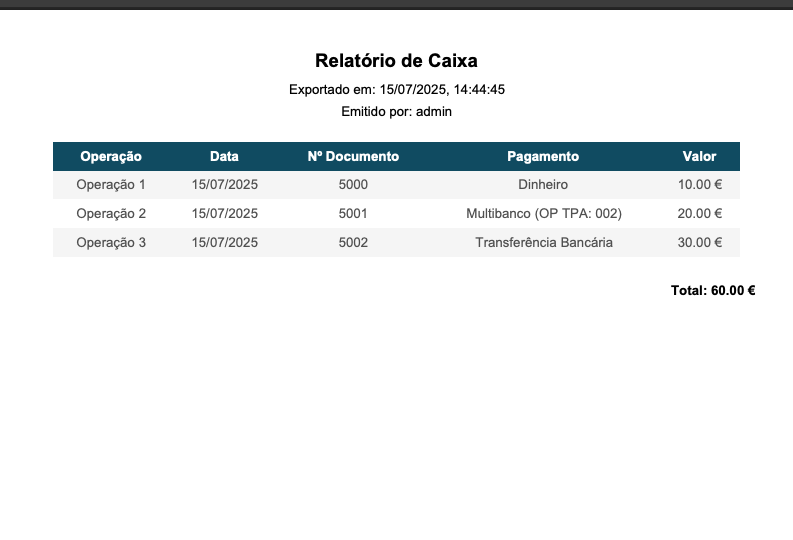 Relatório de Caixa
Exportado em: 15/07/2025, 14:44:45
Emitido por: admin
Operação Data Nº Documento Pagamento Valor
Operação 1 15/07/2025 5000 Dinheiro 10.00 €
Operação 2 15/07/2025 5001 Multibanco (OP TPA: 002) 20.00 €
Operação 3 15/07/2025 5002 Transferência Bancária 30.00 €
Total: 60.00 €